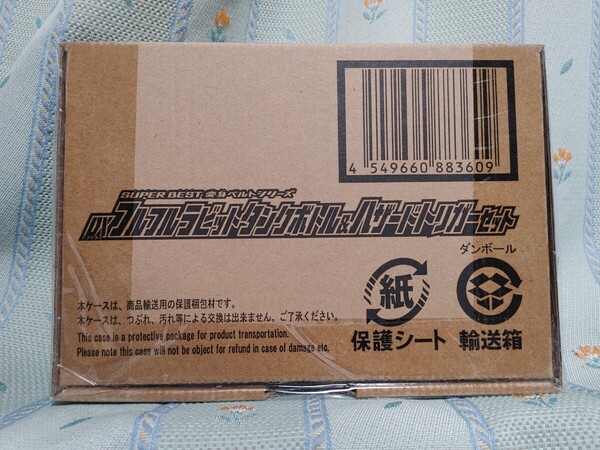 4 549660 883609
SUPER BEST 変身ベルトシリーズ
DXフルフルラビットタンクボトル&ハザードトリガーセット
ダンボール
紙
保護シート 輸送箱
本ケースは、商品輸送用の保護梱包材です。
本ケースは、つぶれ、汚れ等による交換は出来ません。ご了承ください。
This case is a protective package for product transportation.
Please note this case will not be object for refund in case of damage etc.